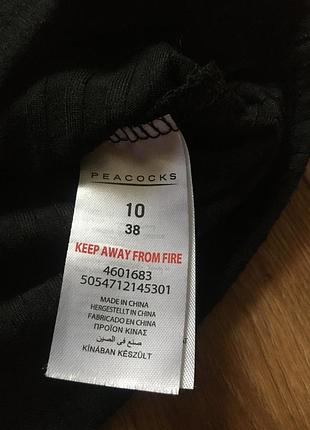 PEACOCKS
10
38
KEEP AWAY FROM FIRE
4601683
5054712145301
MADE IN CHINA
HERGESTELLT IN CHINA
FABRICADO EN CHINA
ΠΡΟΪΟΝ ΚΙΝΑΣ
صنع في الصين
KÍNÁBAN KÉSZÜLT